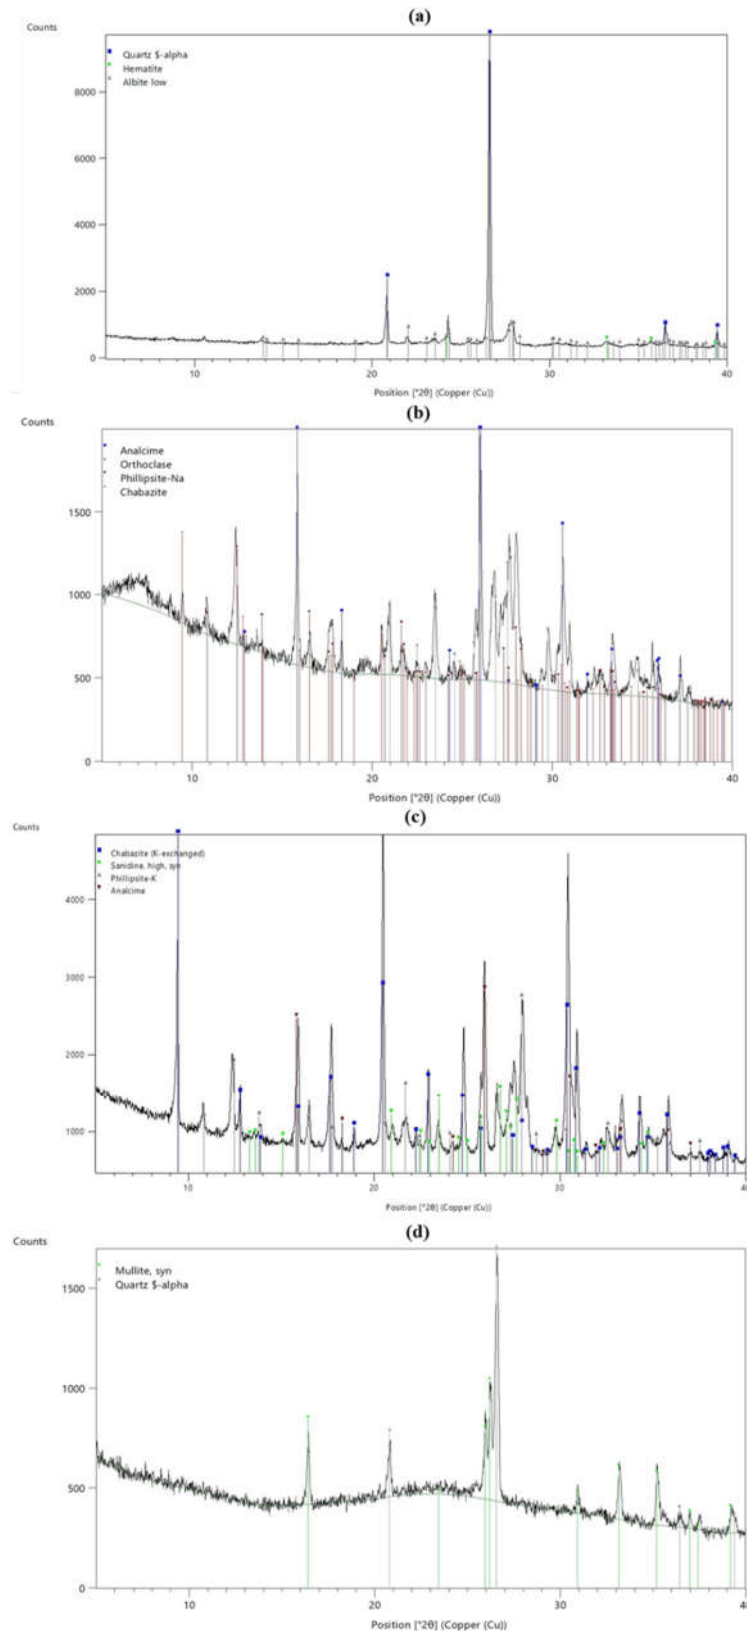 (a)
Counts
Quartz $-alpha
Hematite
Albite low
8000
6000
4000
2000
0
10 20 30 40
Position [°2θ] (Copper (Cu))
(b)
Counts
Analcime
Orthoclase
Phillipsite-Na
Chabazite
1500
1000
500
0
10 20 30 40
Position [°2θ] (Copper (Cu))
(c)
Counts
Chabazite (K-exchanged)
Sanidine, high, syn
Phillipsite-K
Analcime
4000
3000
2000
1000
10 20 30 40
Position [°2θ] (Copper (Cu))
(d)
Counts
Mullite, syn
Quartz $-alpha
1500
1000
500
0
10 20 30 40
Position [°2θ] (Copper (Cu))